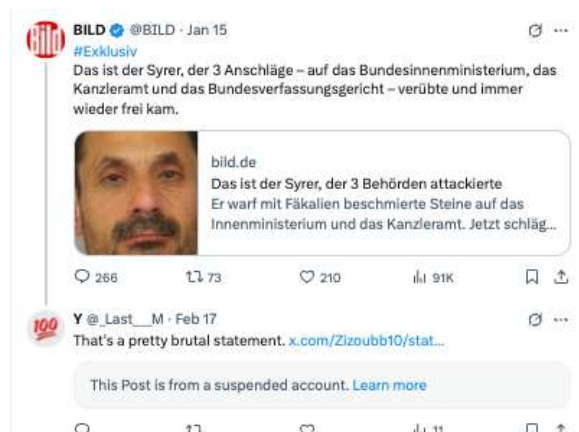 BILD @BILD · Jan 15
#Exklusiv
Das ist der Syrer, der 3 Anschläge – auf das Bundesinnenministerium, das
Kanzleramt und das Bundesverfassungsgericht – verübte und immer
wieder frei kam.
bild.de
Das ist der Syrer, der 3 Behörden attackierte
Er warf mit Fäkalien beschmierte Steine auf das
Innenministerium und das Kanzleramt. Jetzt schläg...
266 73 210 91K
100
Y @_Last__M · Feb 17
That's a pretty brutal statement. x.com/Zizoubb10/stat...
This Post is from a suspended account. Learn more
11